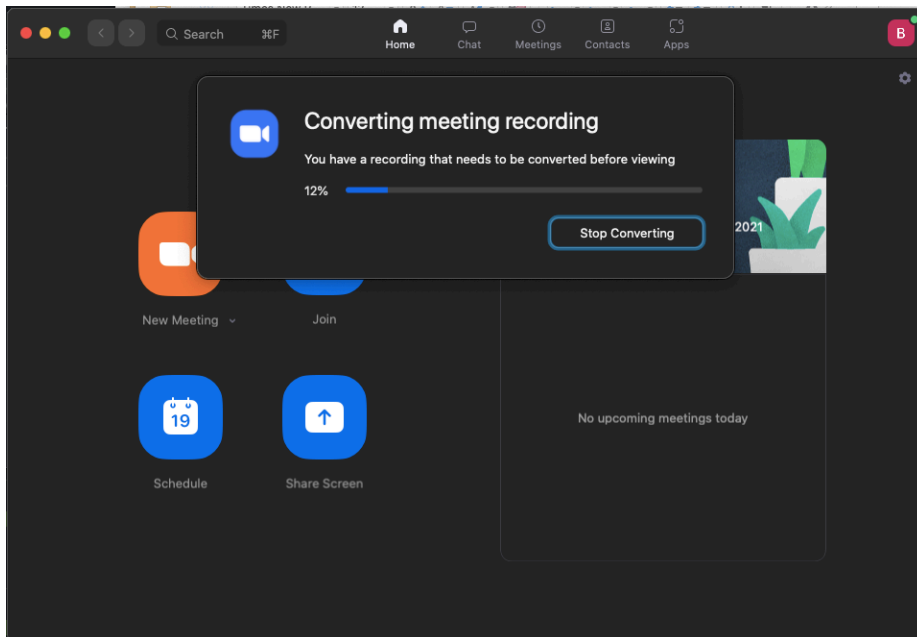 Search ⌘F
Home
Chat
Meetings
Contacts
Apps
B
Converting meeting recording
You have a recording that needs to be converted before viewing
12%
Stop Converting
2021
New Meeting
Join
19
Schedule
Share Screen
No upcoming meetings today